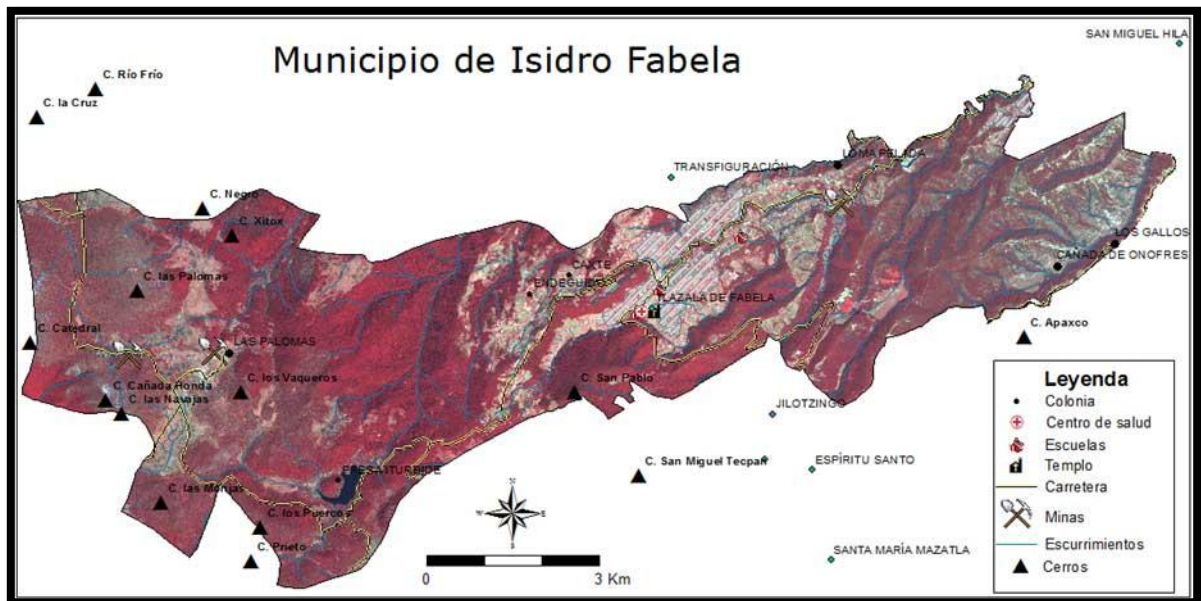 Municipio de Isidro Fabela
SAN MIGUEL HILA
C. Río Frío
C. la Cruz
TRANSFIGURACIÓN
LOMA PELADA
C. Negro
C. Xitox
LOS GALLOS
CAÑADA DE ONOFRES
C. las Palomas
CAXTE
ENDEGUIDE
TLAZALA DE FABELA
C. Catedral
LAS PALOMAS
C. Apaxco
C. Cañada Honda
C. las Navajas
C. los Vaqueros
C. San Pablo
JILOTZINGO
C. San Miguel Tecpan
ESPÍRITU SANTO
PRESA ITURBIDE
C. las Monjas
C. los Puercos
C. Prieto
SANTA MARÍA MAZATLA
N
E
S
0
3 Km
Leyenda
Colonia
Centro de salud
Escuelas
Templo
Carretera
Minas
Escurrimientos
Cerros